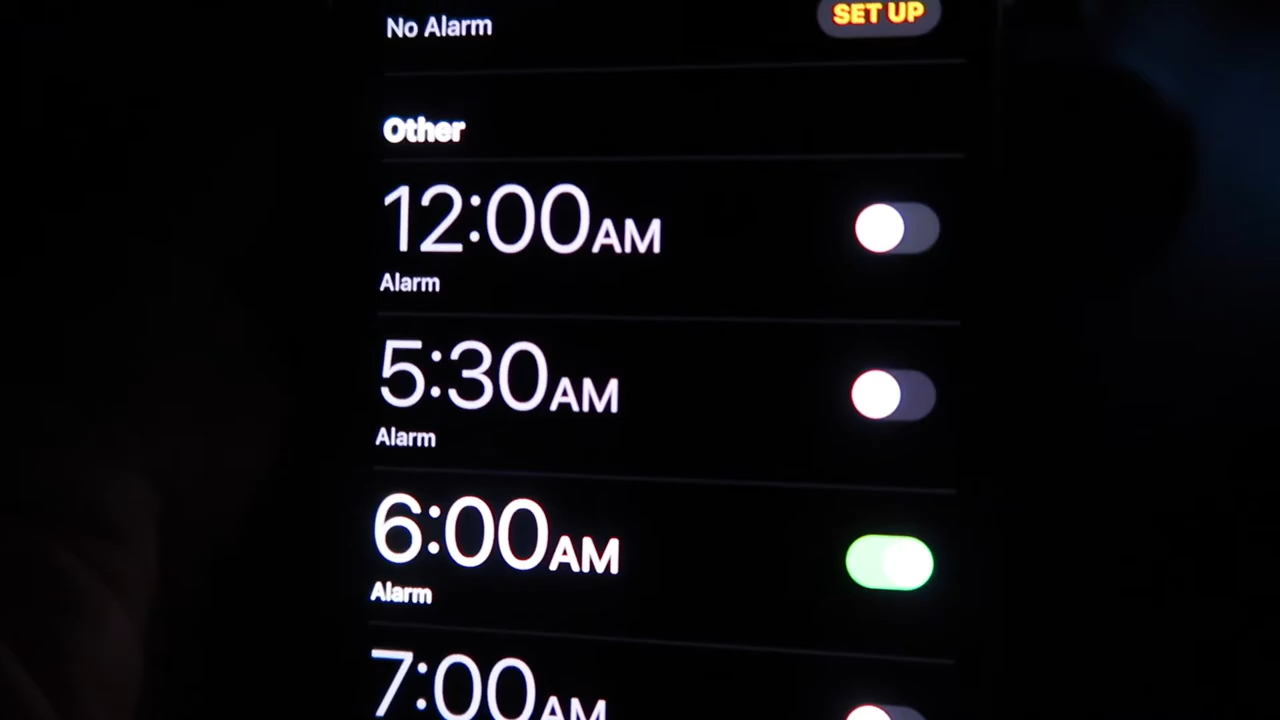 No Alarm
SET UP
Other
12:00AM
Alarm
5:30AM
Alarm
6:00AM
Alarm
7:00AM